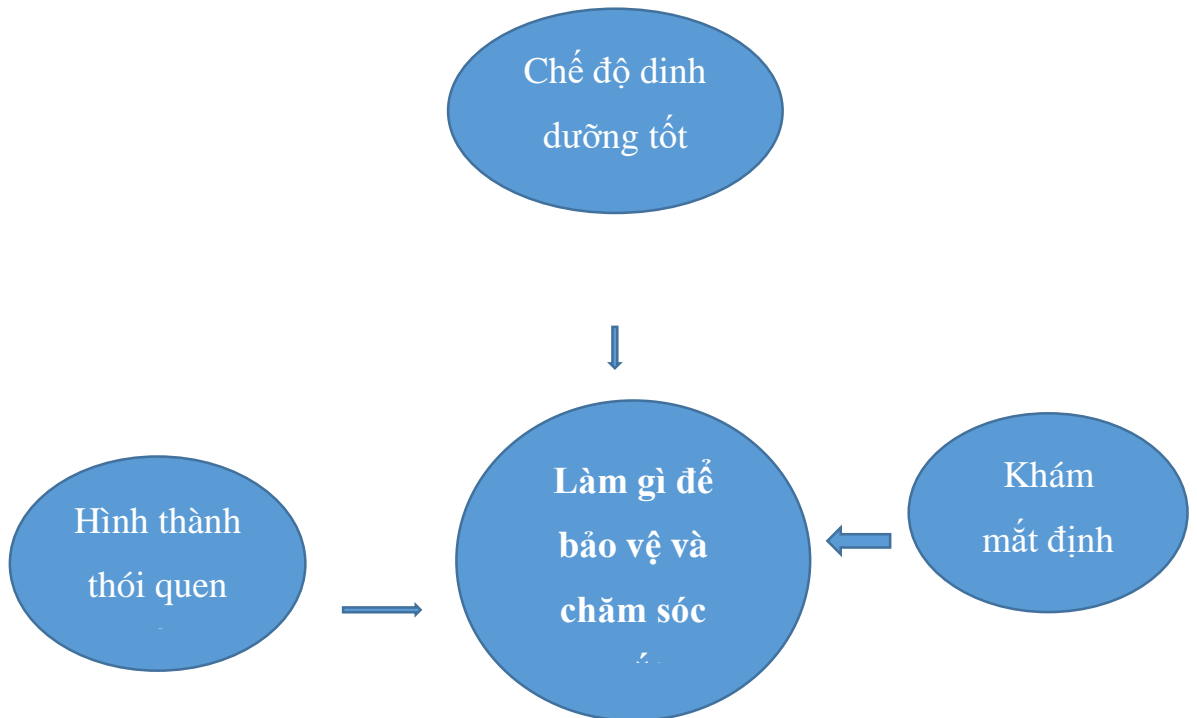 Chế độ dinh
dưỡng tốt
Làm gì để
bảo vệ và
chăm sóc
Hình thành
thói quen
Khám
mắt định